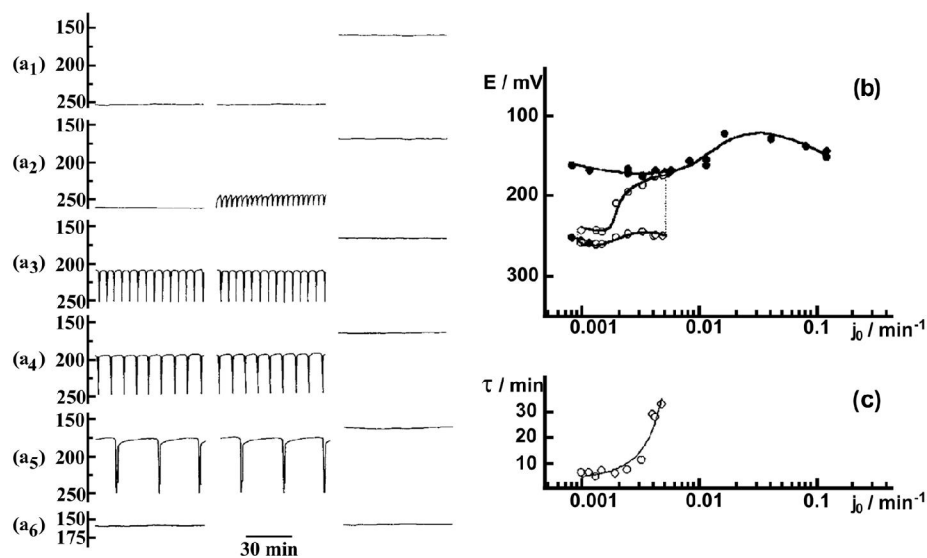 150
(a1) 200
250
150
(a2) 200
250
150
(a3) 200
250
150
(a4) 200
250
150
(a5) 200
250
(a6) 150
175
30 min
E / mV
(b)
100
200
300
0.001 0.01 0.1
j0 / min-1
τ / min
(c)
30
20
10
0.001 0.01 0.1
j0 / min-1